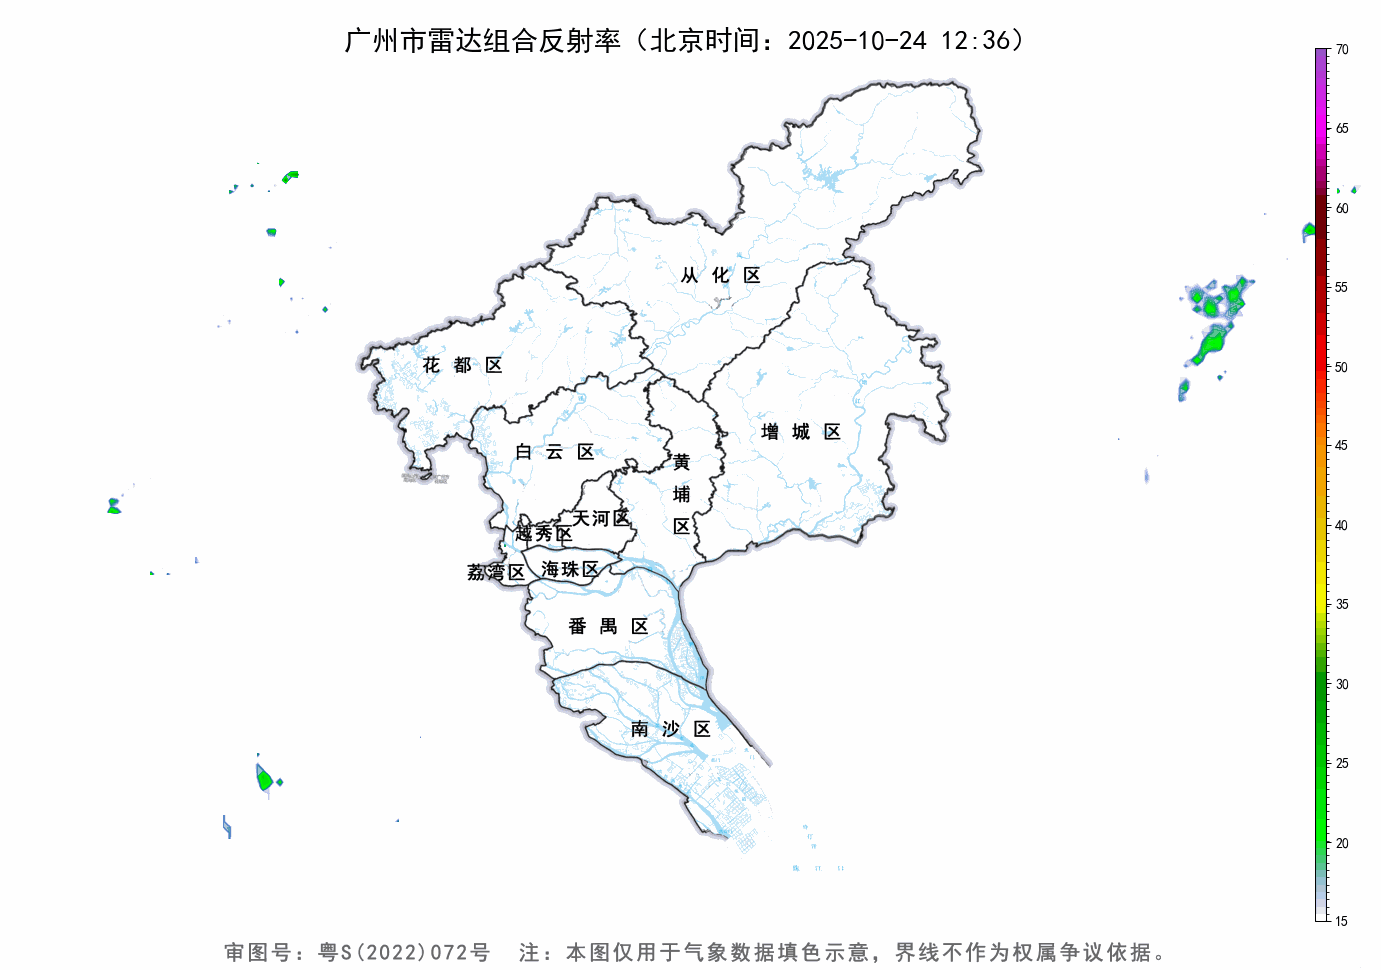 广州市雷达组合反射率（北京时间：2025-10-24 12:36）
70
65
60
55
50
45
40
35
30
25
20
15
从化区
花都区
增城区
白云区
黄埔区
天河区
越秀区
荔湾区
海珠区
番禺区
南沙区
审图号：粤S(2022)072号 注：本图仅用于气象数据填色示意，界线不作为权属争议依据。